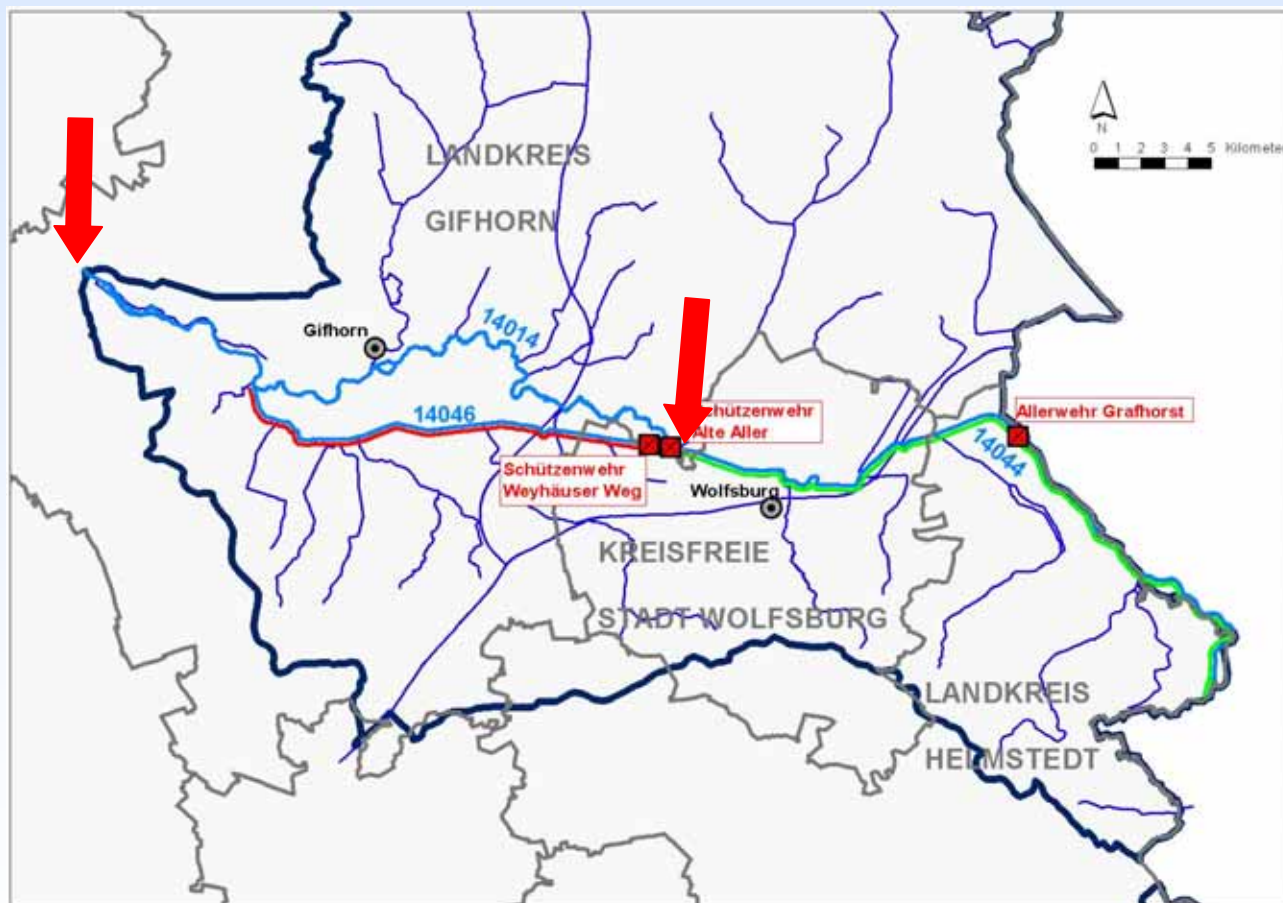 LANDKREIS
GIFHORN
N
0 1 2 3 4 5 Kilometer
Gifhorn
14014
14046
Schützenwehr
Alte Aller
Allerwehr Grafhorst
14044
Schützenwehr
Weyhäuser Weg
Wolfsburg
KREISFREIE
STADT WOLFSBURG
LANDKREIS
HELMSTEDT